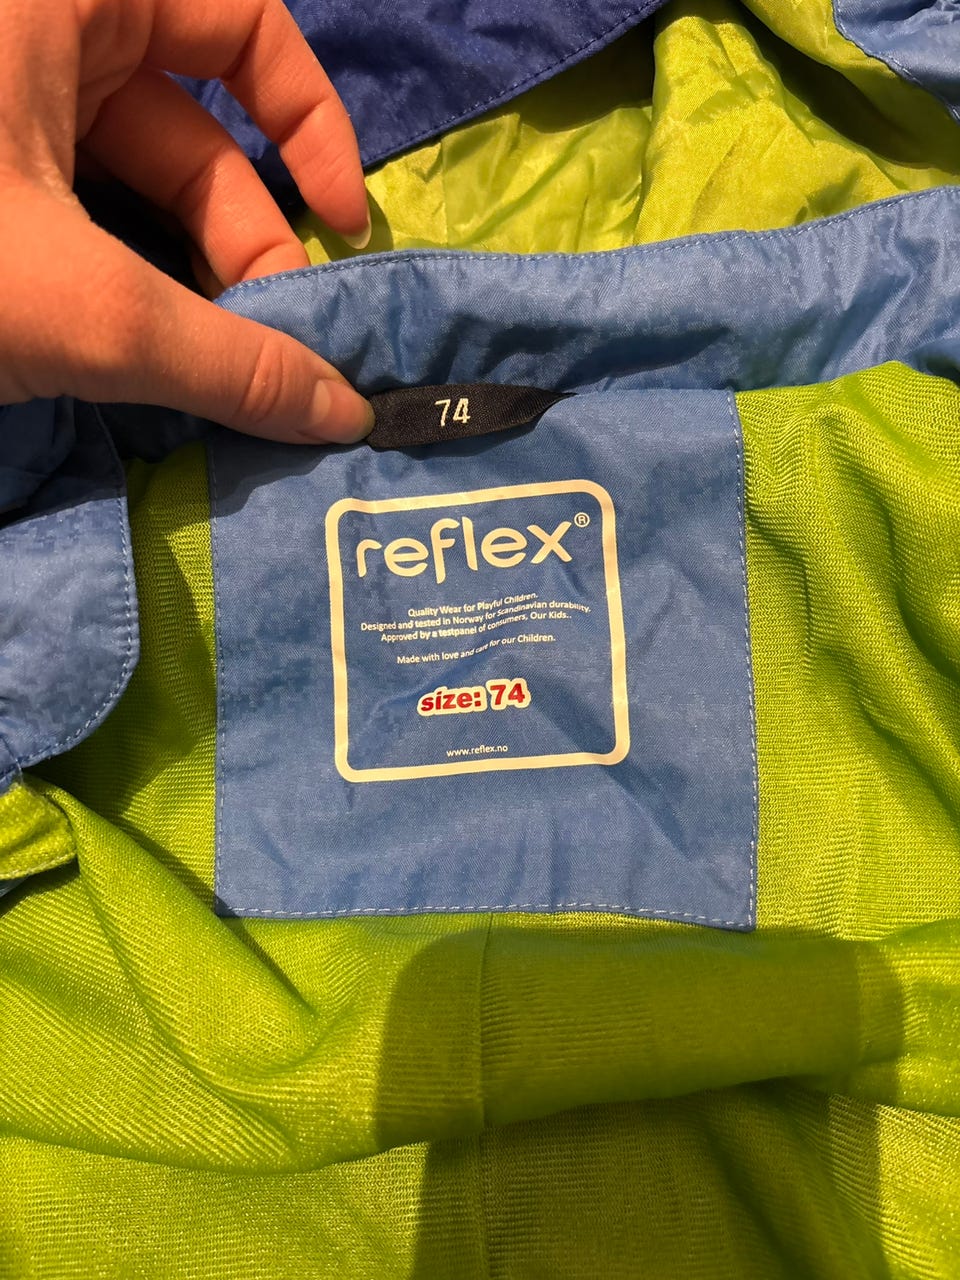 74
reflex®
Quality Wear for Playful Children.
Designed and tested in Norway for Scandinavian durability.
Approved by a testpanel of consumers, Our Kids..
Made with love and care for our Children.
size: 74
www.reflex.no